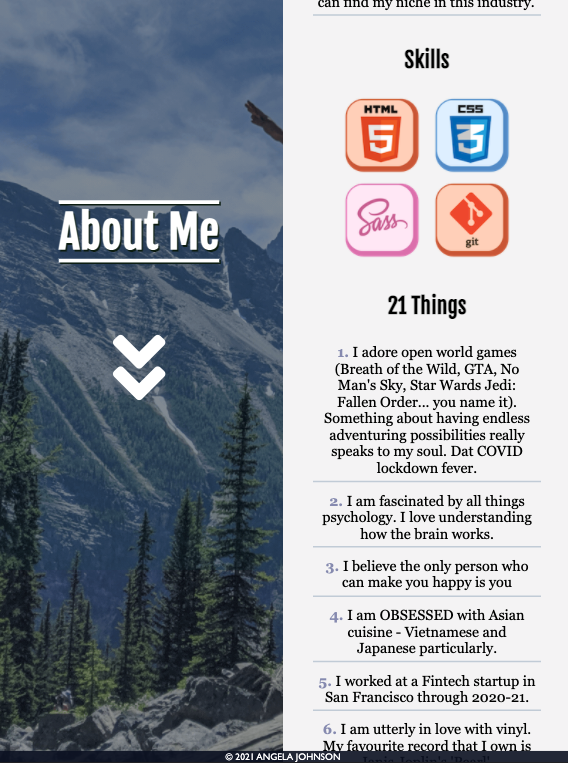 can find my niche in this industry.
About Me
Skills
HTML
5
CSS
3
Sass
git
21 Things
1. I adore open world games
(Breath of the Wild, GTA, No
Man's Sky, Star Wards Jedi:
Fallen Order... you name it).
Something about having endless
adventuring possibilities really
speaks to my soul. Dat COVID
lockdown fever.
2. I am fascinated by all things
psychology. I love understanding
how the brain works.
3. I believe the only person who
can make you happy is you
4. I am OBSESSED with Asian
cuisine - Vietnamese and
Japanese particularly.
5. I worked at a Fintech startup in
San Francisco through 2020-21.
6. I am utterly in love with vinyl.
My favourite record that I own is
© 2021 ANGELA JOHNSON